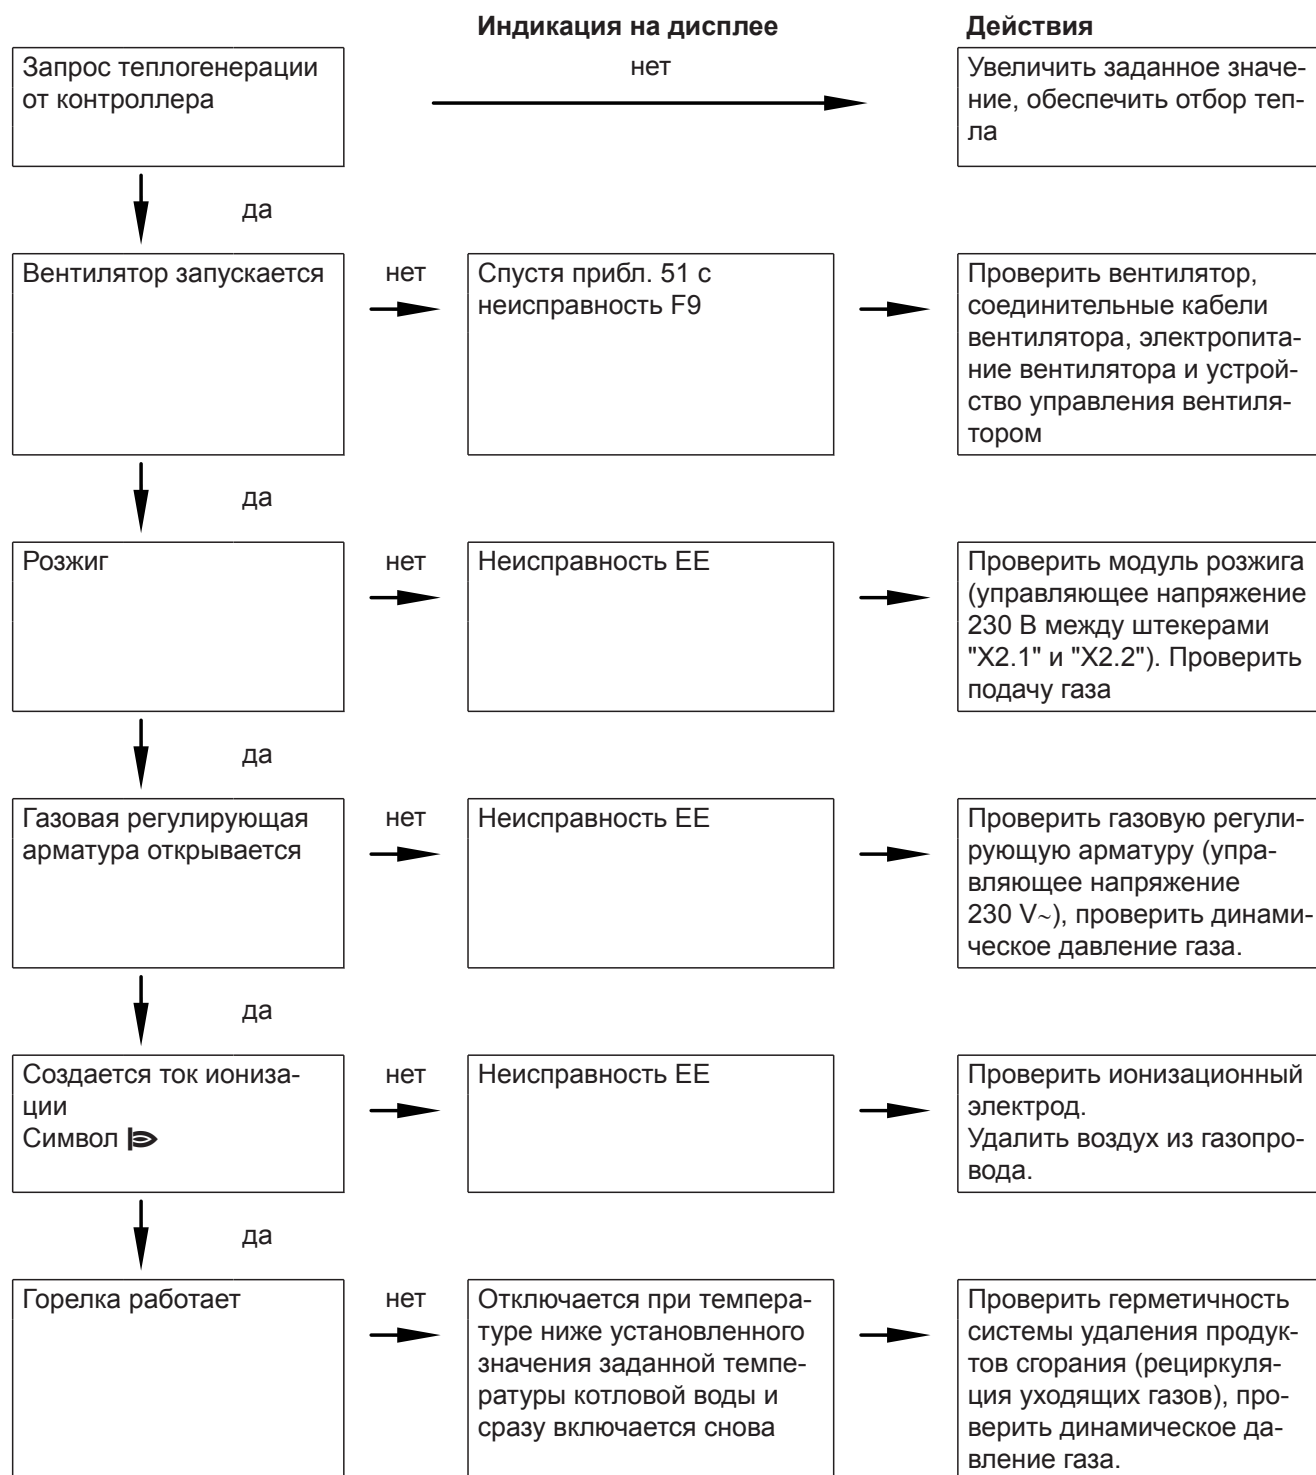 Индикация на дисплее
Действия
Запрос теплогенерации
от контроллера
нет
Увеличить заданное значе-
ние, обеспечить отбор теп-
ла
да
Вентилятор запускается
нет
Спустя прибл. 51 с
неисправность F9
Проверить вентилятор,
соединительные кабели
вентилятора, электропита-
ние вентилятора и устрой-
ство управления вентиля-
тором
да
Розжиг
нет
Неисправность EE
Проверить модуль розжига
(управляющее напряжение
230 В между штекерами
"X2.1" и "X2.2"). Проверить
подачу газа
да
Газовая регулирующая
арматура открывается
нет
Неисправность EE
Проверить газовую регули-
рующую арматуру (упра-
вляющее напряжение
230 V~), проверить динами-
ческое давление газа.
да
Создается ток иониза-
ции
Символ
нет
Неисправность EE
Проверить ионизационный
электрод.
Удалить воздух из газопро-
вода.
да
Горелка работает
нет
Отключается при темпера-
туре ниже установленного
значения заданной темпе-
ратуры котловой воды и
сразу включается снова
Проверить герметичность
системы удаления продук-
тов сгорания (рециркуля-
ция уходящих газов), про-
верить динамическое да-
вление газа.